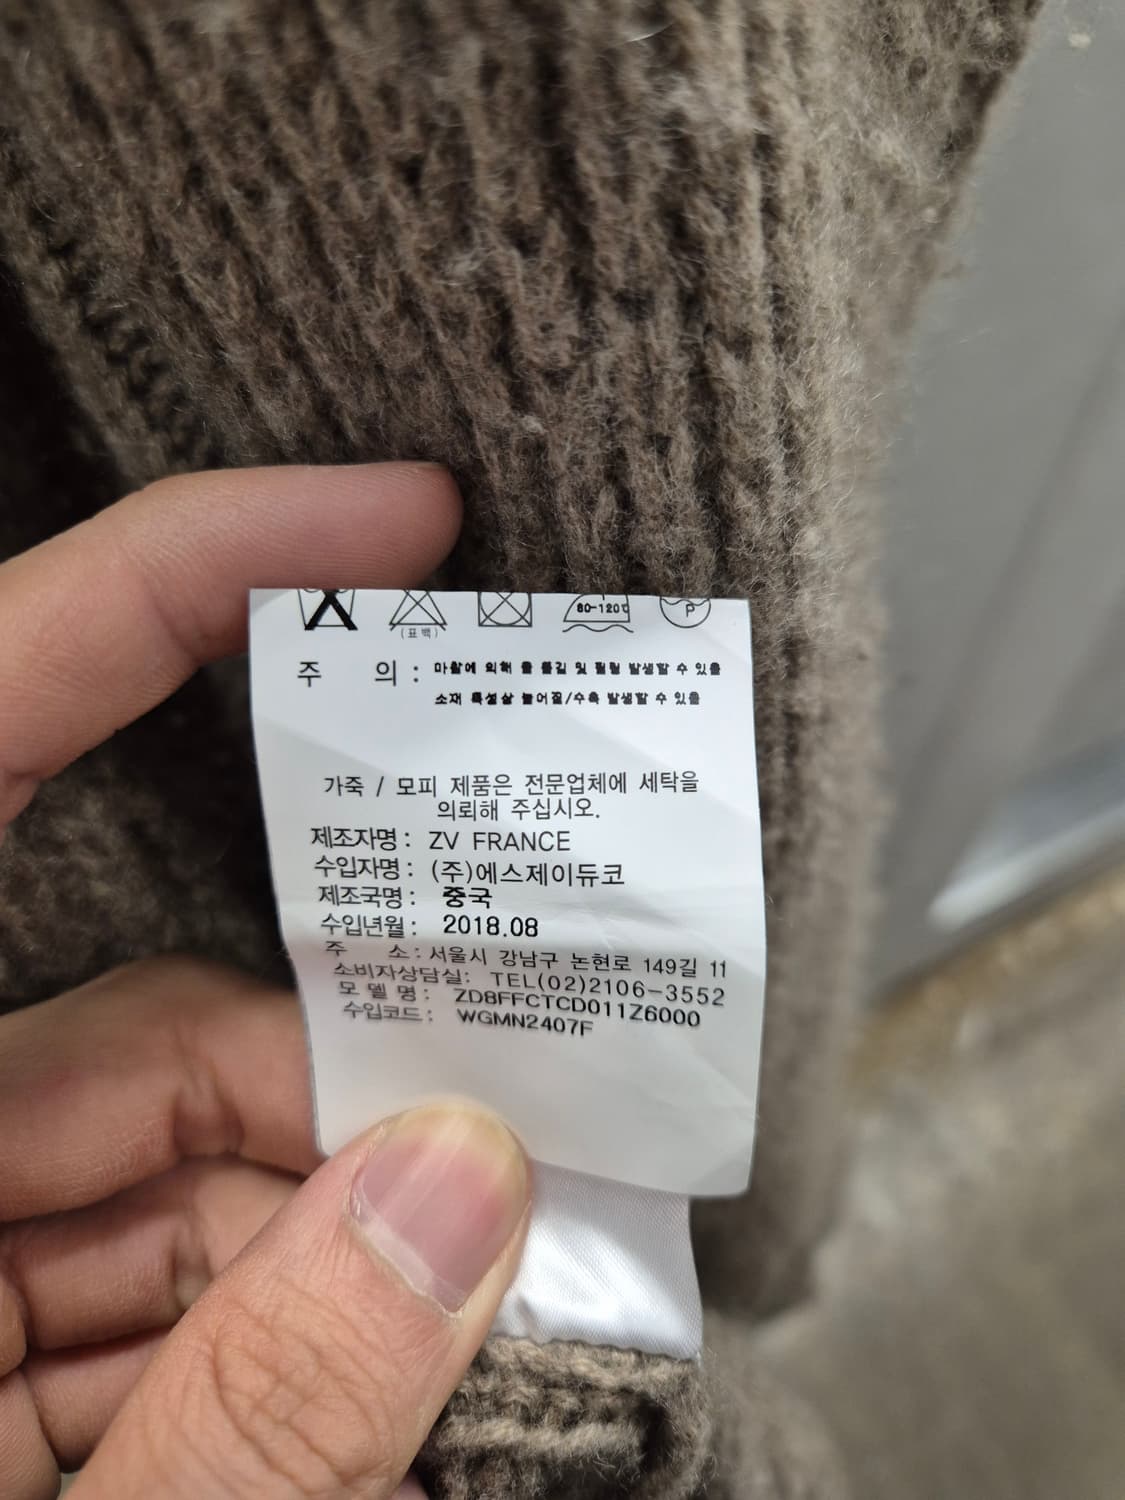 (표백)
80-120℃
P
주 의 : 마찰에 의해 올 뜯김 및 필링 발생할 수 있음
소재 특성상 늘어짐/수축 발생할 수 있음
가죽 / 모피 제품은 전문업체에 세탁을
의뢰해 주십시오.
제조자명 : ZV FRANCE
수입자명 : (주)에스제이듀코
제조국명 : 중국
수입년월 : 2018.08
주 소 : 서울시 강남구 논현로 149길 11
소비자상담실: TEL(02)2106-3552
모 델 명 : ZD8FFCTCD011Z6000
수입코드 : WGMN2407F